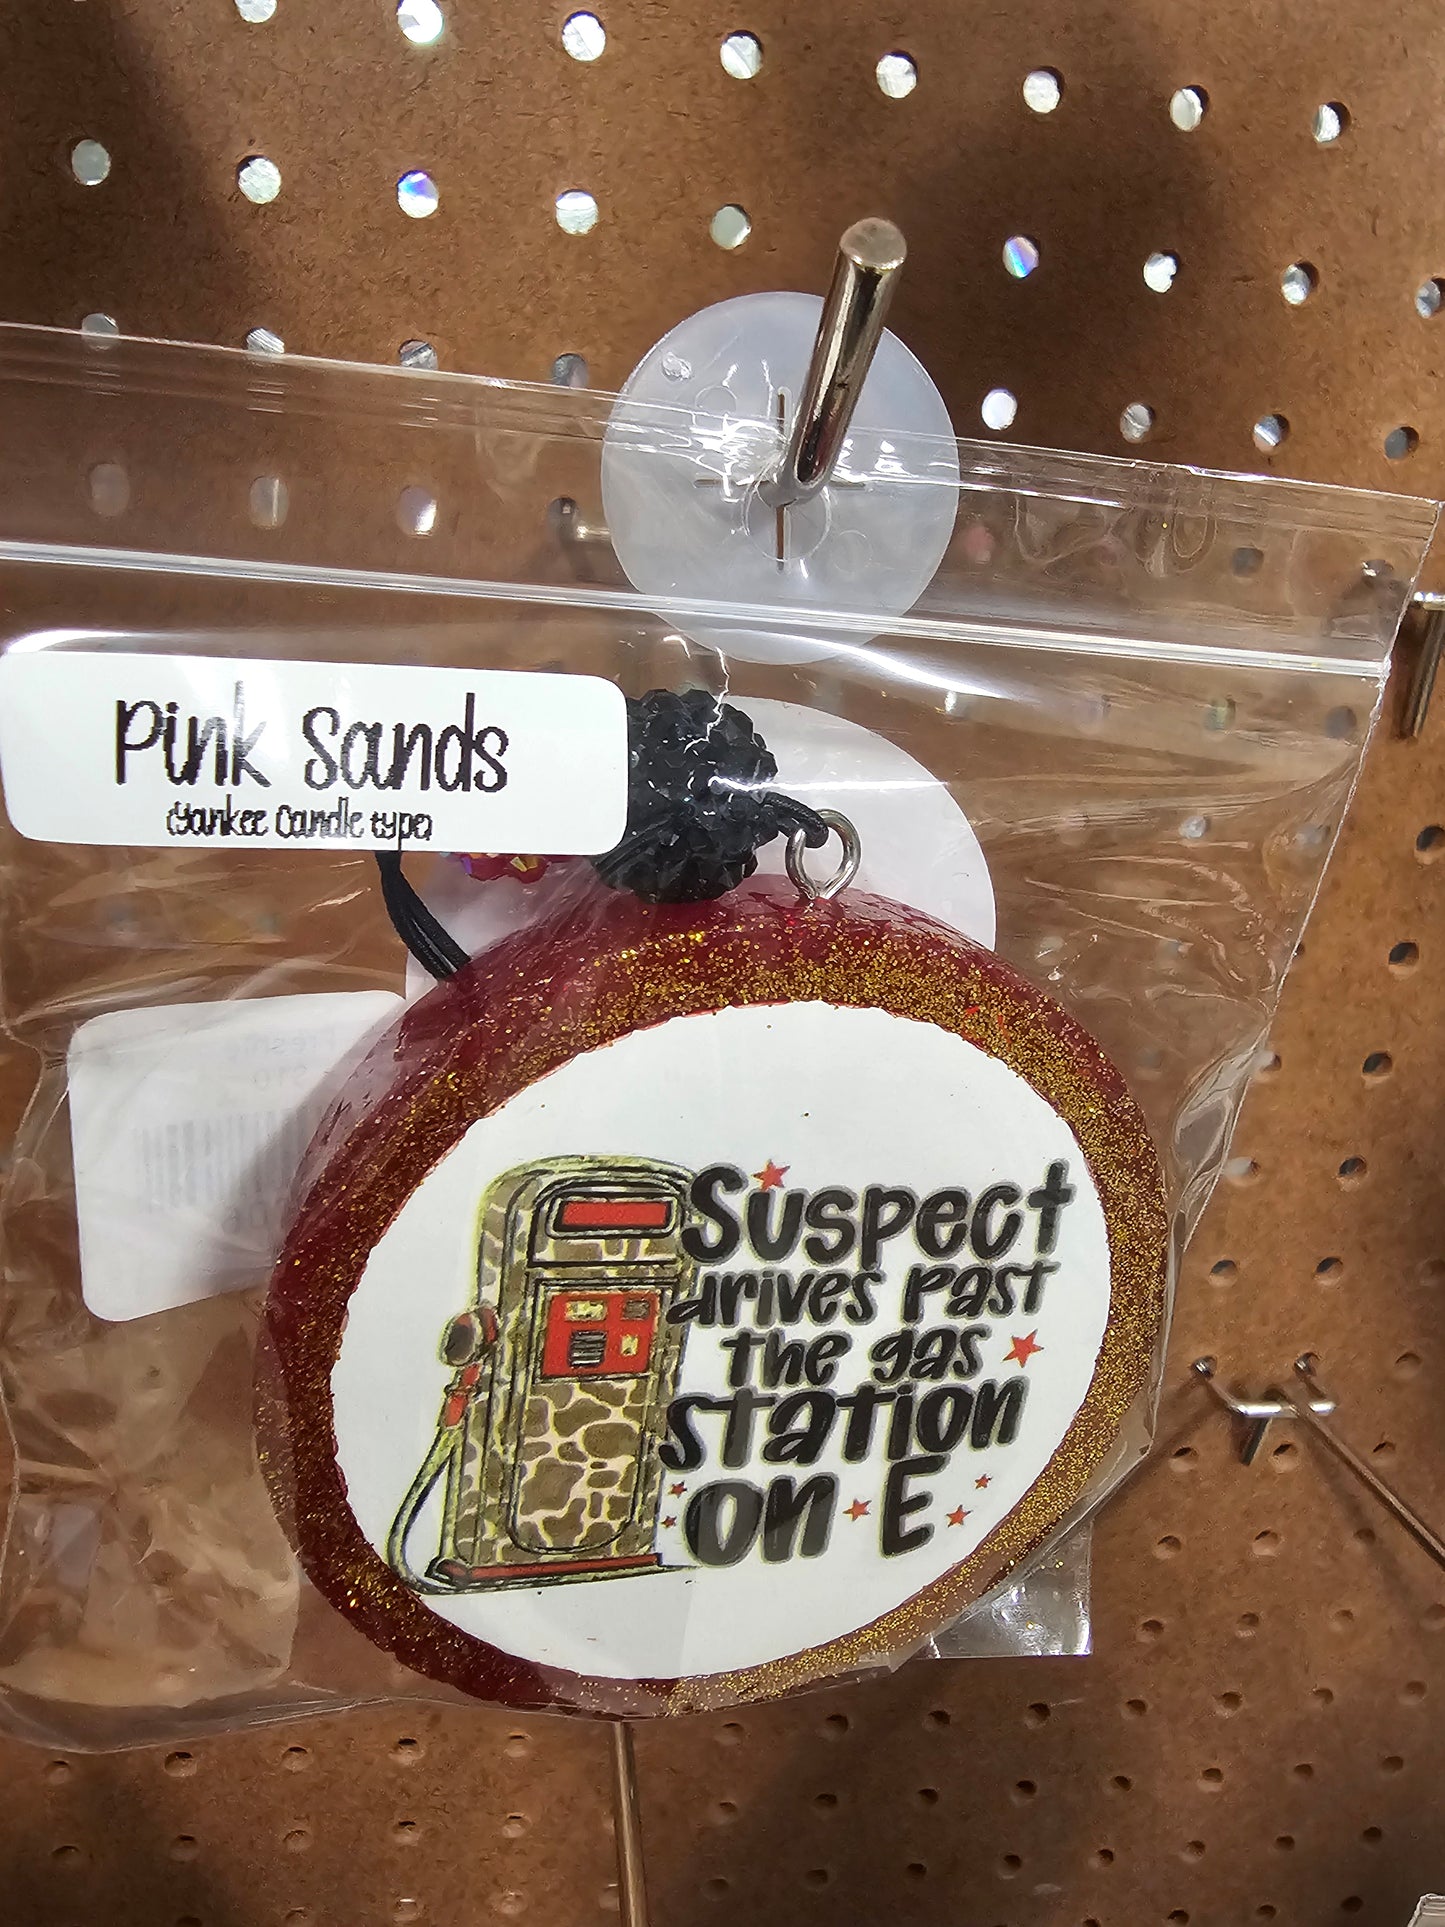 Pink Sands
(Yankee Candle type)
Suspect
drives past
the gas
station
on E